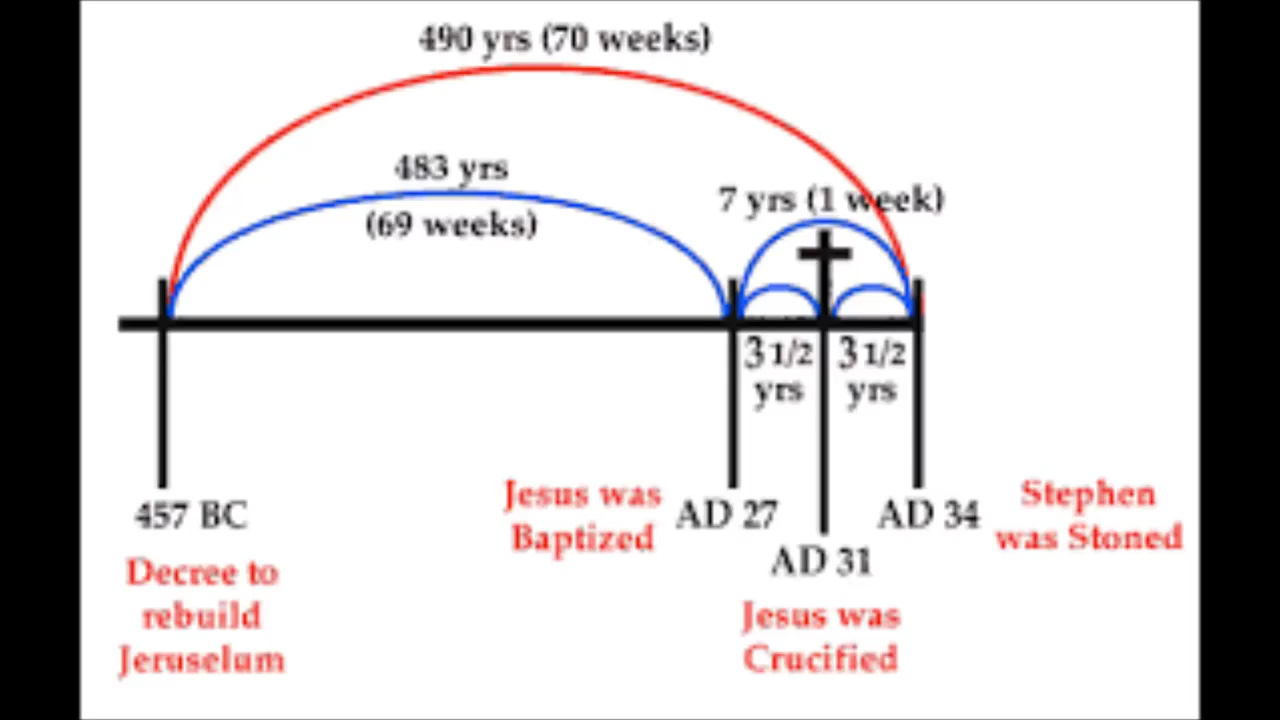 490 yrs (70 weeks)
483 yrs
(69 weeks)
7 yrs (1 week)
3 1/2
yrs
3 1/2
yrs
457 BC
Decree to
rebuild
Jeruselum
Jesus was
Baptized
AD 27
AD 31
Jesus was
Crucified
AD 34
Stephen
was Stoned